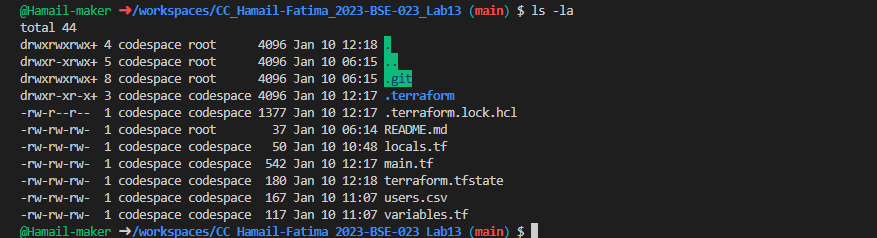 @Hamail-maker ➜/workspaces/CC_Hamail-Fatima_2023-BSE-023_Lab13 (main) $ ls -la
total 44
drwxrwxrwx+ 4 codespace root      4096 Jan 10 12:18 .
drwxr-xrwx+ 5 codespace root      4096 Jan 10 06:15 ..
drwxrwxrwx+ 8 codespace root      4096 Jan 10 06:15 .git
drwxr-xr-x+ 3 codespace codespace 4096 Jan 10 12:17 .terraform
-rw-r--r--  1 codespace codespace 1377 Jan 10 12:17 .terraform.lock.hcl
-rw-rw-rw-  1 codespace root        37 Jan 10 06:14 README.md
-rw-rw-rw-  1 codespace codespace   50 Jan 10 10:48 locals.tf
-rw-rw-rw-  1 codespace codespace  542 Jan 10 12:17 main.tf
-rw-rw-rw-  1 codespace codespace  180 Jan 10 12:18 terraform.tfstate
-rw-rw-rw-  1 codespace codespace  167 Jan 10 11:07 users.csv
-rw-rw-rw-  1 codespace codespace  117 Jan 10 11:07 variables.tf
@Hamail-maker ➜/workspaces/CC_Hamail-Fatima_2023-BSE-023_Lab13 (main) $